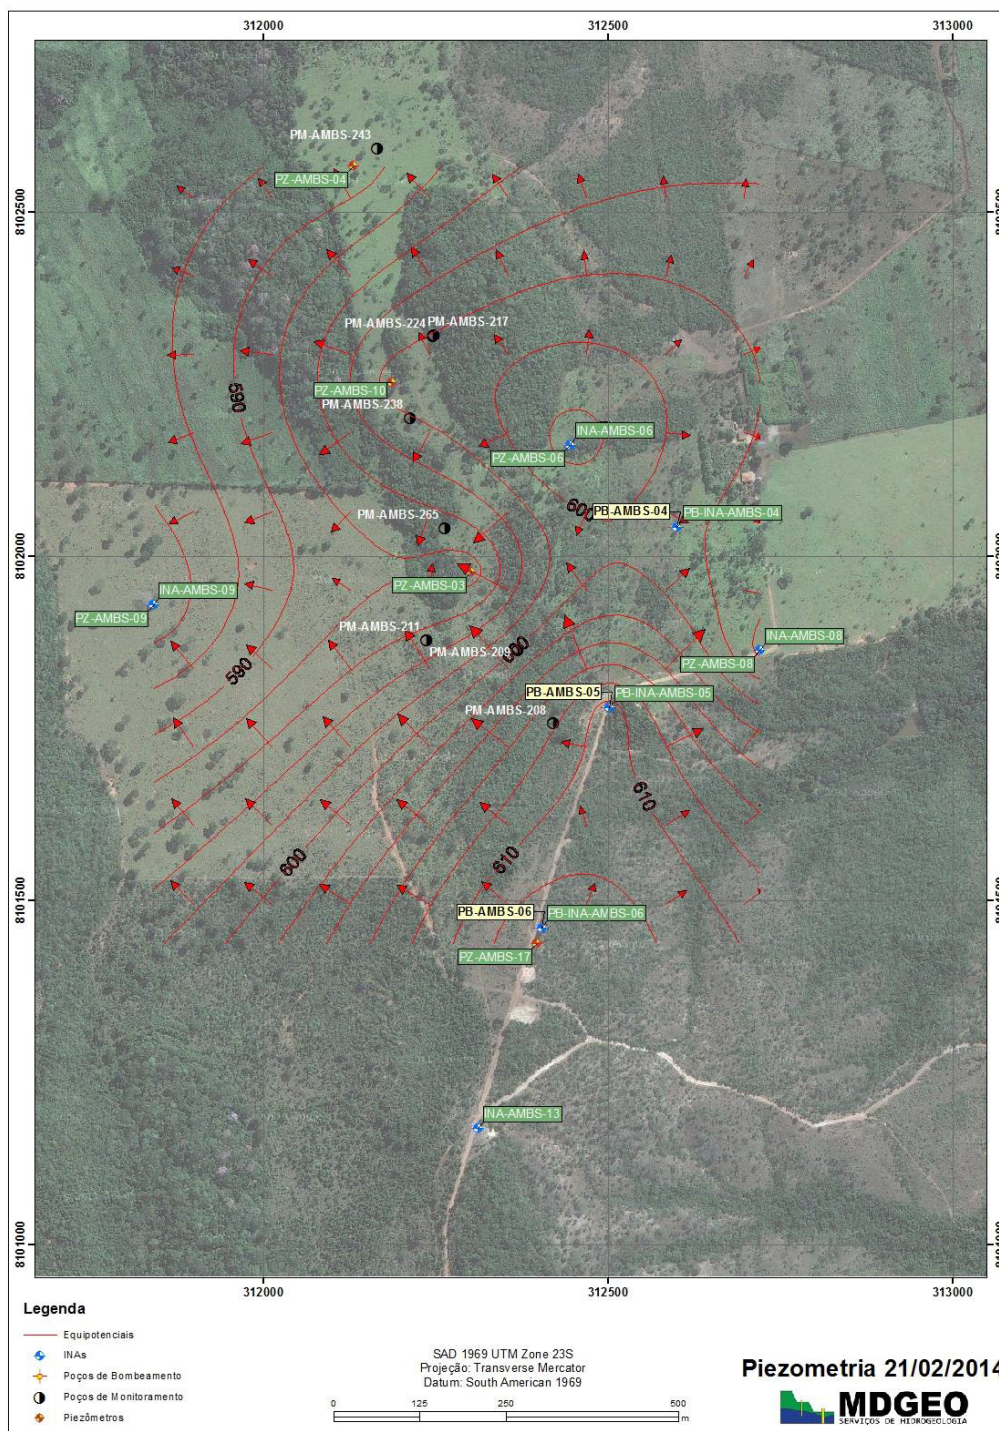 312000
312500
313000
8102500
8102500
8102000
8102000
8101500
8101500
8101000
8101000
PM-AMBS-243
PZ-AMBS-04
PM-AMBS-224
PM-AMBS-217
590
PZ-AMBS-10
PM-AMBS-238
INA-AMBS-06
PZ-AMBS-06
600
PB-AMBS-04
PB-INA-AMBS-04
PM-AMBS-265
PZ-AMBS-03
INA-AMBS-09
PZ-AMBS-09
PM-AMBS-211
INA-AMBS-08
PM-AMBS-209
600
PZ-AMBS-08
590
PB-AMBS-05
PB-INA-AMBS-05
PM-AMBS-208
610
600
610
PB-AMBS-06
PB-INA-AMBS-06
PZ-AMBS-17
INA-AMBS-13
312000
312500
313000
Legenda
Equipotenciais
INAs
Poços de Bombeamento
Poços de Monitoramento
Piezômetros
SAD 1969 UTM Zone 23S
Projeção: Transverse Mercator
Datum: South American 1969
0 125 250 500
m
Piezometria 21/02/2014
MDGEO
SERVIÇOS DE HIDROGEOLOGIA